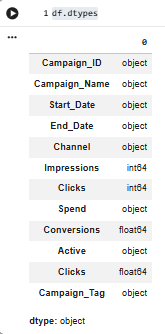 1 df.dtypes
0
Campaign_ID object
Campaign_Name object
Start_Date object
End_Date object
Channel object
Impressions int64
Clicks int64
Spend object
Conversions float64
Active object
Clicks float64
Campaign_Tag object
dtype: object